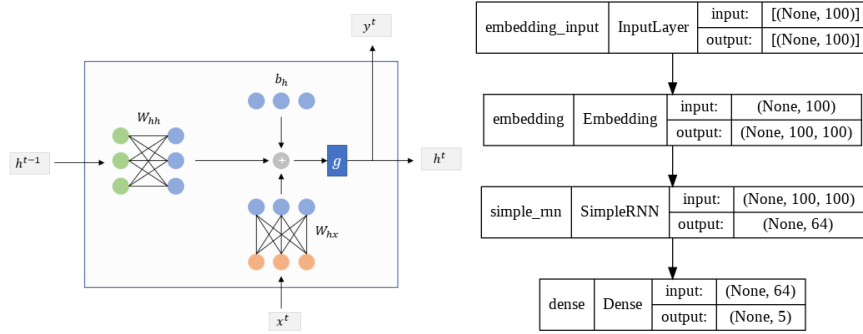 y^t
b_h
W_hh
h^{t-1}
+
g
h^t
W_hx
x^t
embedding_input InputLayer input: [(None, 100)]
output: [(None, 100)]
embedding Embedding input: (None, 100)
output: (None, 100, 100)
simple_rnn SimpleRNN input: (None, 100, 100)
output: (None, 64)
dense Dense input: (None, 64)
output: (None, 5)